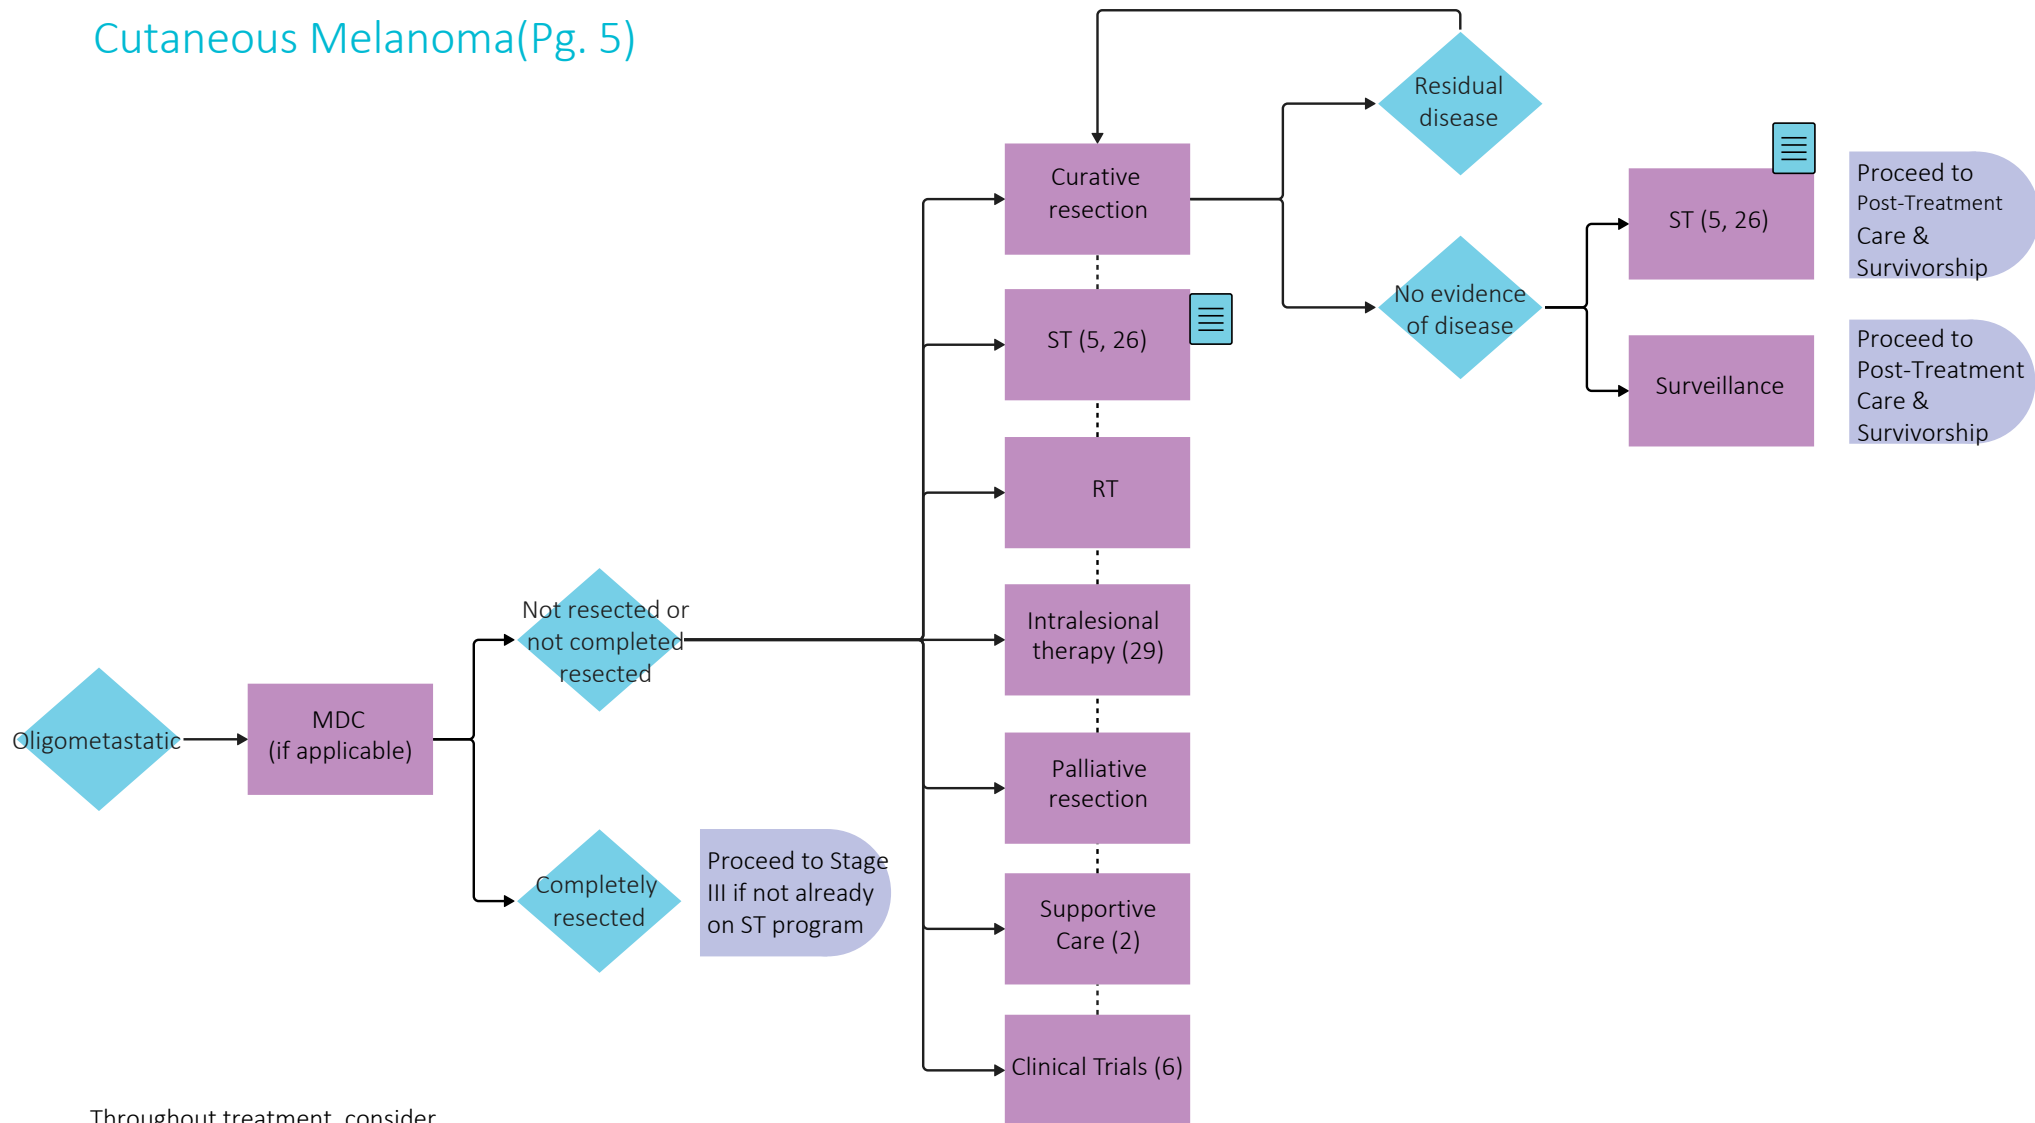 Cutaneous Melanoma(Pg. 5)
Oligometastatic
MDC
(if applicable)
Not resected or
not completed
resected
Completely
resected
Proceed to Stage
III if not already
on ST program
Curative
resection
ST (5, 26)
RT
Intralesional
therapy (29)
Palliative
resection
Supportive
Care (2)
Clinical Trials (6)
Residual
disease
No evidence
of disease
ST (5, 26)
Proceed to
Post-Treatment
Care &
Survivorship
Surveillance
Proceed to
Post-Treatment
Care &
Survivorship
Throughout treatment, consider